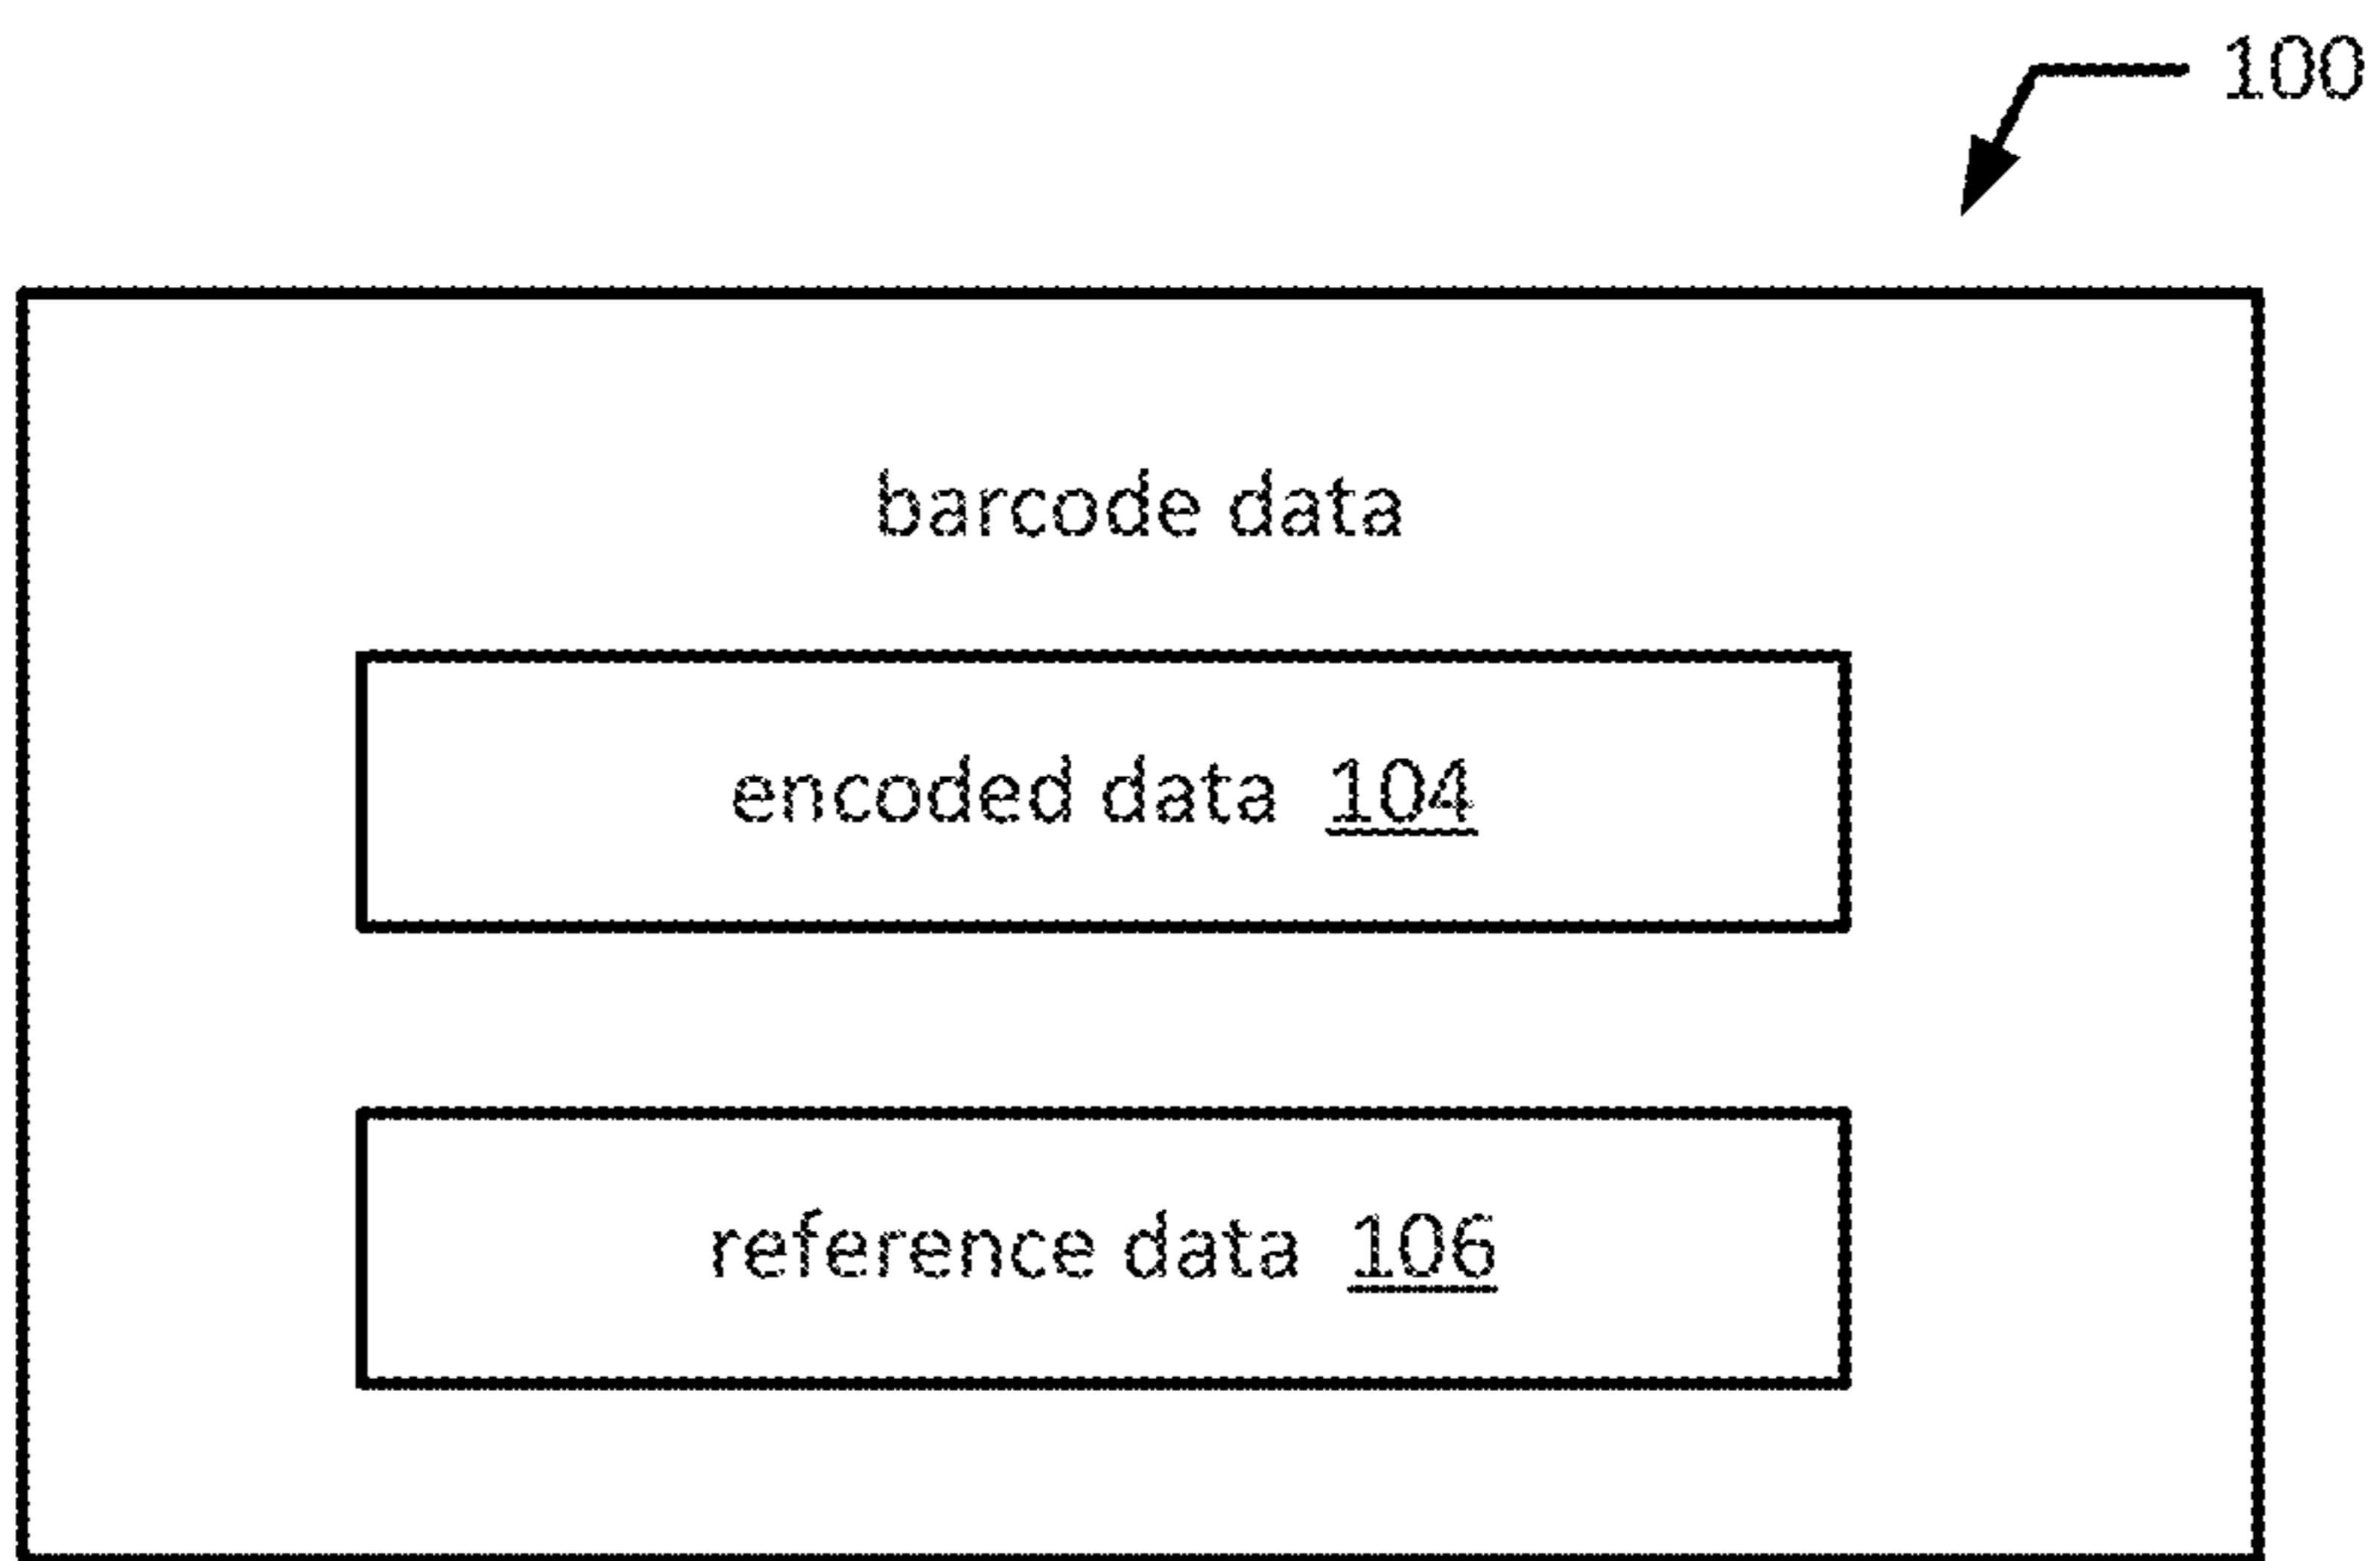 100
barcode data
encoded data 104
reference data 106